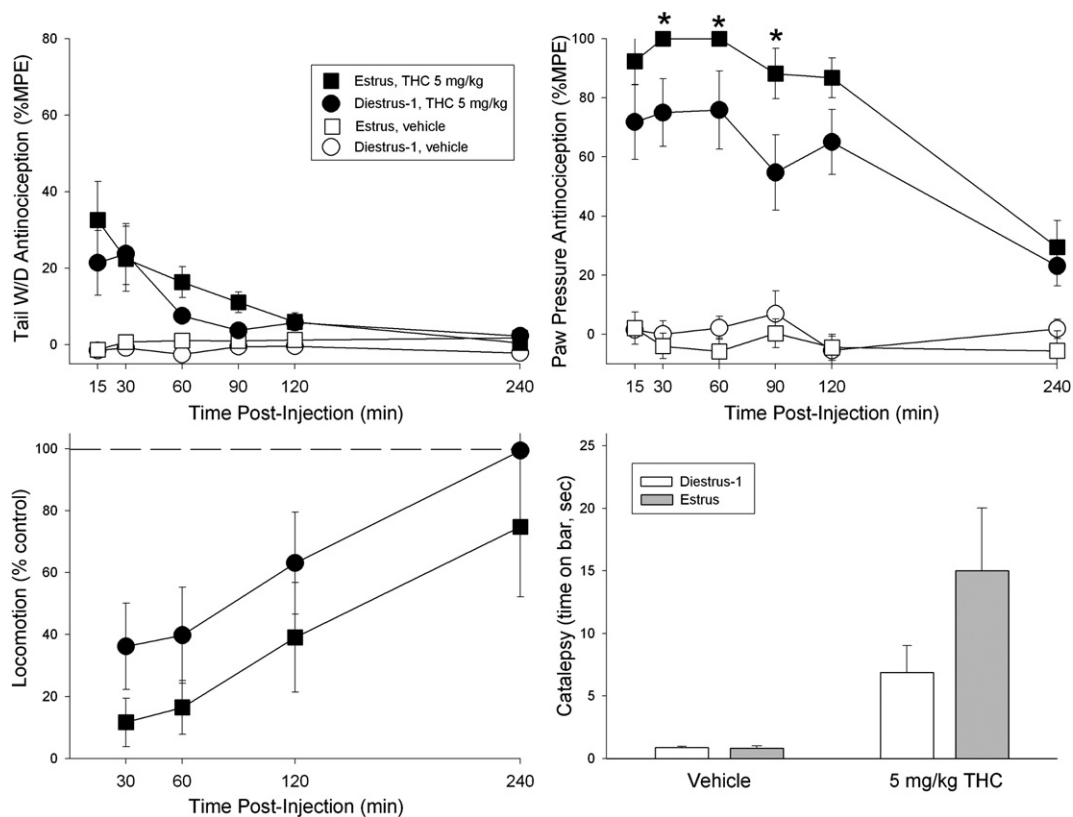 Tail W/D Antinociception (%MPE)
80
60
40
20
0
Estrus, THC 5 mg/kg
Diestrus-1, THC 5 mg/kg
Estrus, vehicle
Diestrus-1, vehicle
15 30 60 90 120 240
Time Post-Injection (min)
Paw Pressure Antinociception (%MPE)
* * *
100
80
60
40
20
0
15 30 60 90 120 240
Time Post-Injection (min)
Locomotion (% control)
100
80
60
40
20
0
30 60 120 240
Time Post-Injection (min)
Catalepsy (time on bar, sec)
25
20
15
10
5
0
Diestrus-1
Estrus
Vehicle 5 mg/kg THC